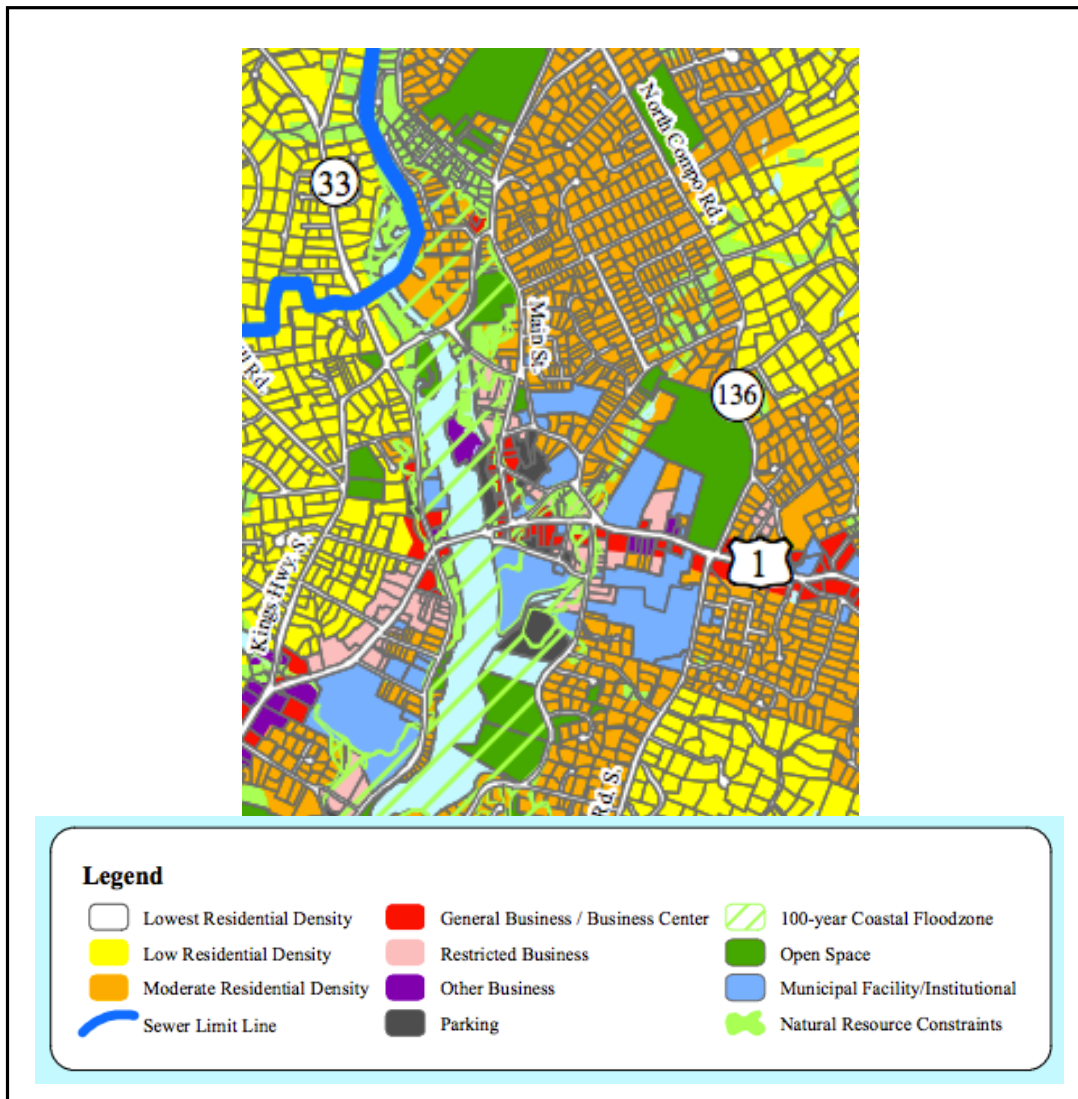 North Compo Rd.
33
Main St.
ll Rd.
136
1
Kings Hwy. S.
Rd. S.
Legend
Lowest Residential Density
Low Residential Density
Moderate Residential Density
Sewer Limit Line
General Business / Business Center
Restricted Business
Other Business
Parking
100-year Coastal Floodzone
Open Space
Municipal Facility/Institutional
Natural Resource Constraints